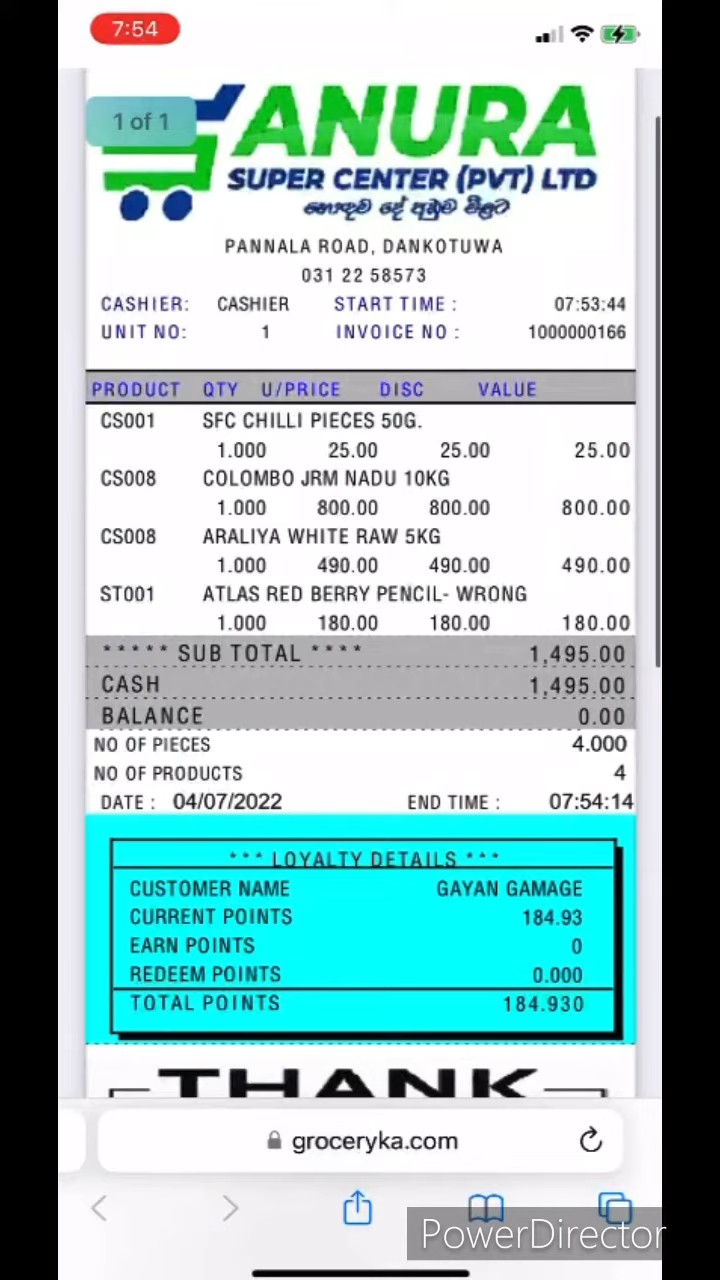 7:54
1 of 1
ANURA
SUPER CENTER (PVT) LTD
හොඳම දේ අඩුම මිලට
PANNALA ROAD, DANKOTUWA
031 22 58573
CASHIER: CASHIER START TIME : 07:53:44
UNIT NO: 1 INVOICE NO : 1000000166
PRODUCT QTY U/PRICE DISC VALUE
CS001 SFC CHILLI PIECES 50G.
1.000 25.00 25.00 25.00
CS008 COLOMBO JRM NADU 10KG
1.000 800.00 800.00 800.00
CS008 ARALIYA WHITE RAW 5KG
1.000 490.00 490.00 490.00
ST001 ATLAS RED BERRY PENCIL- WRONG
1.000 180.00 180.00 180.00
***** SUB TOTAL **** 1,495.00
CASH 1,495.00
BALANCE 0.00
NO OF PIECES 4.000
NO OF PRODUCTS 4
DATE : 04/07/2022 END TIME : 07:54:14
*** LOYALTY DETAILS ***
CUSTOMER NAME GAYAN GAMAGE
CURRENT POINTS 184.93
EARN POINTS 0
REDEEM POINTS 0.000
TOTAL POINTS 184.930
THANK
groceryka.com
PowerDirector